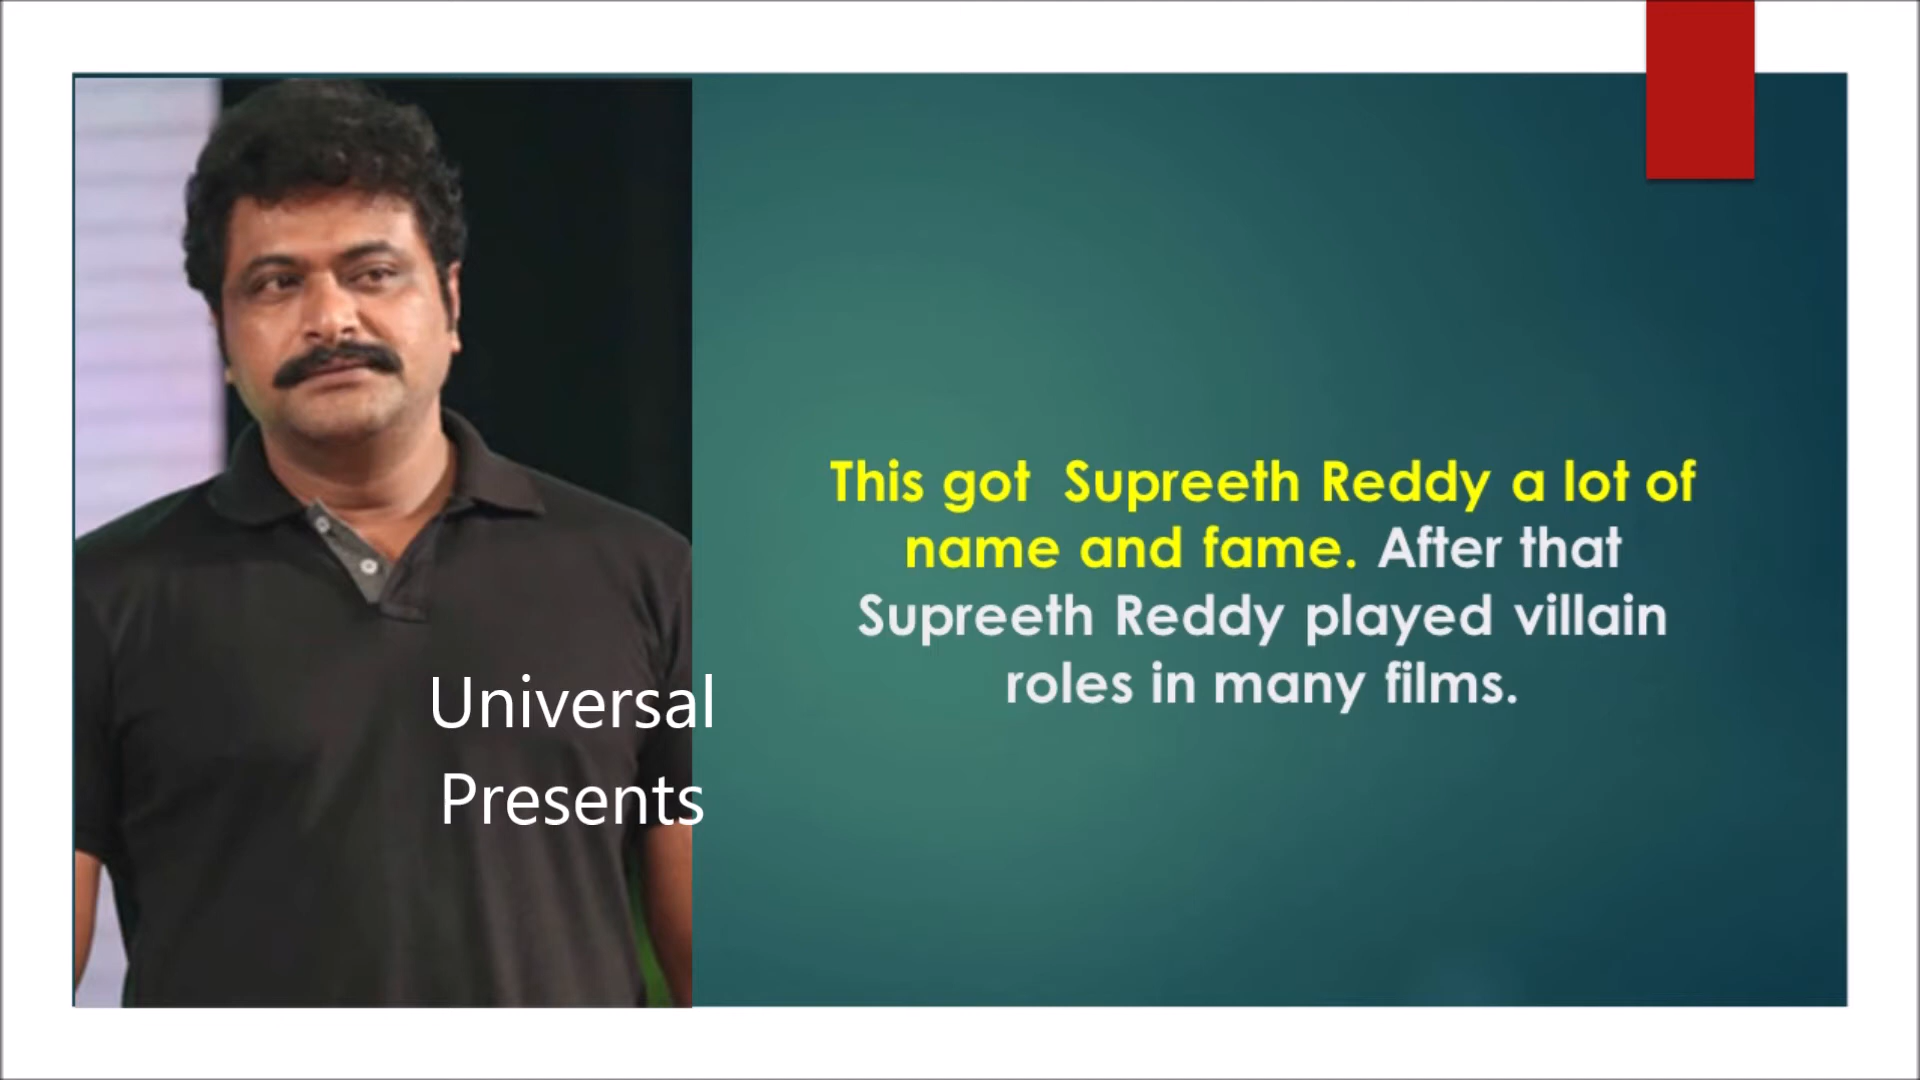 This got Supreeth Reddy a lot of
name and fame. After that
Supreeth Reddy played villain
roles in many films.
Universal
Presents